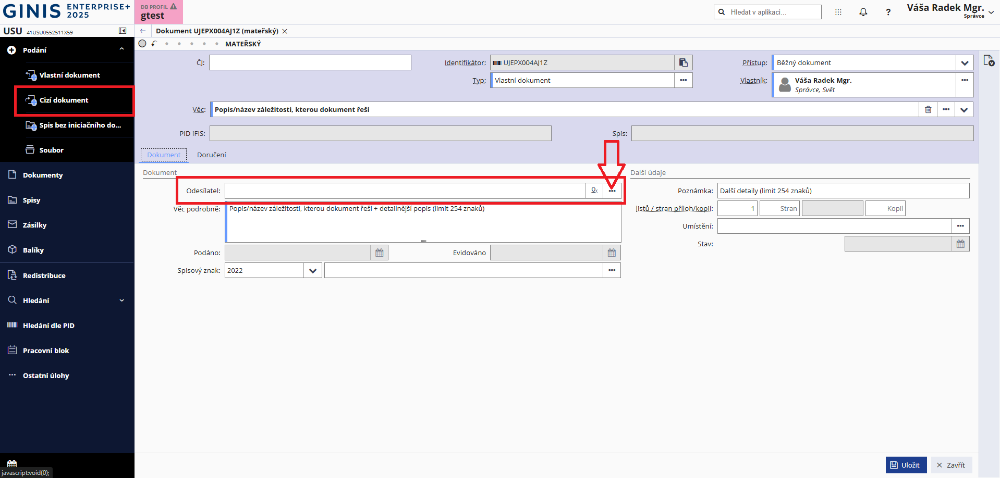 GINIS ENTERPRISE+ 2025
DB PROFIL
gtest
Hledat v aplikaci...
?
Váša Radek Mgr.
Správce
USU 41USU0552511X59
Dokument UJEPX004AJ1Z (mateřský)
MATEŘSKÝ
Podání
Vlastní dokument
Cizí dokument
Spis bez iniciačního do...
Soubor
Dokumenty
Spisy
Zásilky
Balíky
Redistribuce
Hledání
Hledání dle PID
Pracovní blok
Ostatní úlohy
javascript:void(0);
ČJ:
Identifikátor: UJEPX004AJ1Z
Přístup: Běžný dokument
Typ: Vlastní dokument
Vlastník: Váša Radek Mgr.
Správce, Svět
Věc: Popis/název záležitosti, kterou dokument řeší
PID iFIS:
Spis:
Dokument Doručení
Dokument
Odesílatel:
Věc podrobně: Popis/název záležitosti, kterou dokument řeší + detailnější popis (limit 254 znaků)
Podáno:
Evidováno
Spisový znak: 2022
Další údaje
Poznámka: Další detaily (limit 254 znaků)
listů / stran příloh/kopií: 1 Stran Kopií
Umístění:
Stav:
Uložit
Zavřít